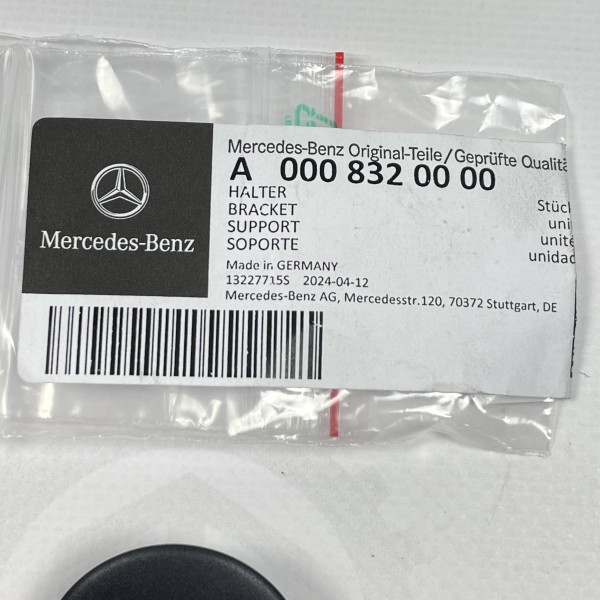 Mercedes-Benz Original-Teile/Geprüfte Qualitä
A 000 832 00 00
HALTER
BRACKET
SUPPORT
SOPORTE
Stück
uni
unité
unidad
Made in GERMANY
13227715S 2024-04-12
Mercedes-Benz AG, Mercedesstr.120, 70372 Stuttgart, DE
Mercedes-Benz